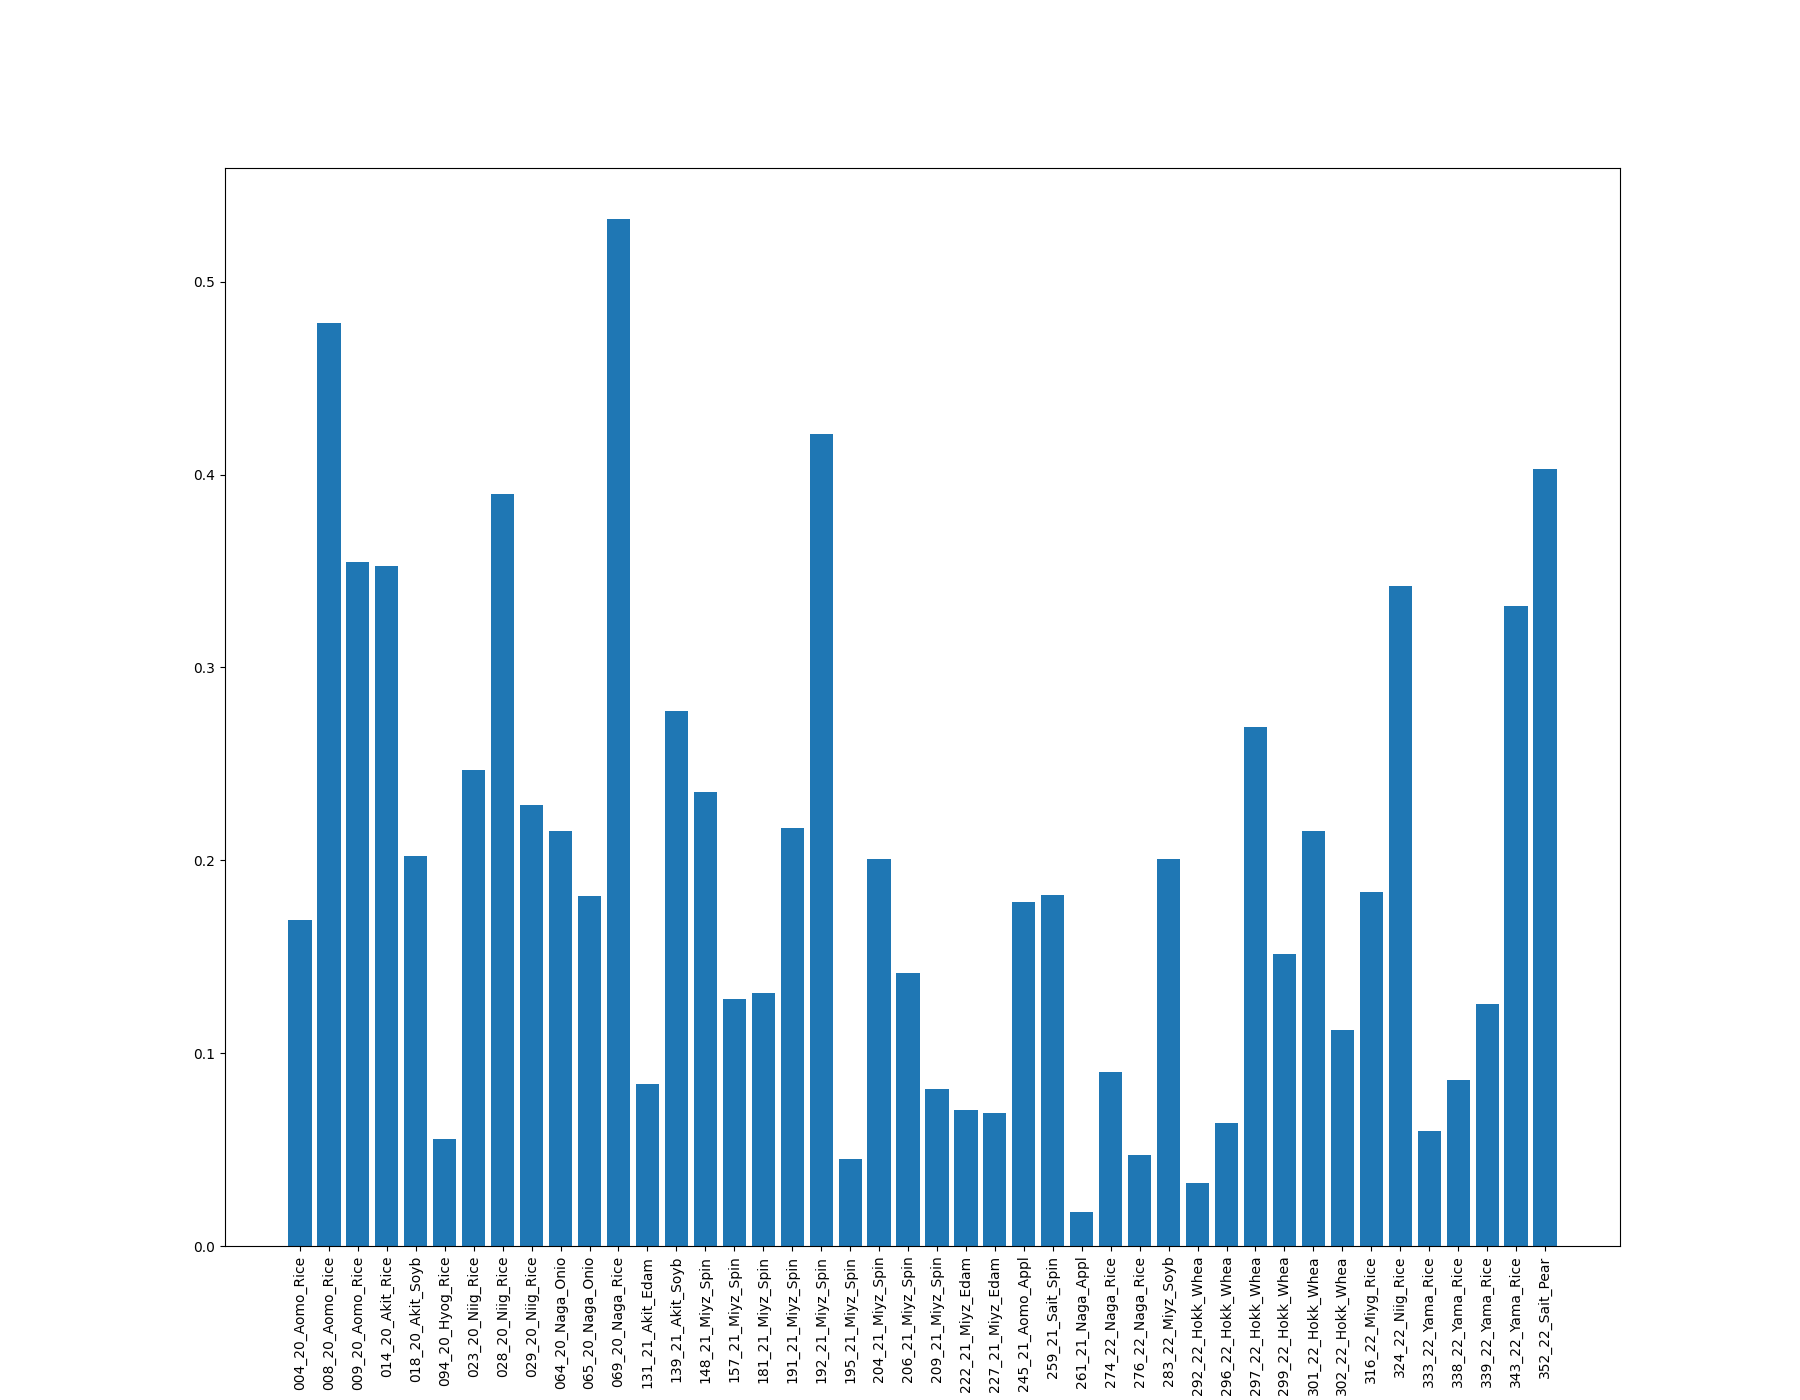 0.5
0.4
0.3
0.2
0.1
0.0
004_20_Aomo_Rice
008_20_Aomo_Rice
009_20_Aomo_Rice
014_20_Akit_Rice
018_20_Akit_Soyb
094_20_Hyog_Rice
023_20_Niig_Rice
028_20_Niig_Rice
029_20_Niig_Rice
064_20_Naga_Onio
065_20_Naga_Onio
069_20_Naga_Rice
131_21_Akit_Edam
139_21_Akit_Soyb
148_21_Miyz_Spin
157_21_Miyz_Spin
181_21_Miyz_Spin
191_21_Miyz_Spin
192_21_Miyz_Spin
195_21_Miyz_Spin
204_21_Miyz_Spin
206_21_Miyz_Spin
209_21_Miyz_Spin
222_21_Miyz_Edam
227_21_Miyz_Edam
245_21_Aomo_Appl
259_21_Sait_Spin
261_21_Naga_Appl
274_22_Naga_Rice
276_22_Naga_Rice
283_22_Miyz_Soyb
292_22_Hokk_Whea
296_22_Hokk_Whea
297_22_Hokk_Whea
299_22_Hokk_Whea
301_22_Hokk_Whea
302_22_Hokk_Whea
316_22_Miyg_Rice
324_22_Niig_Rice
333_22_Yama_Rice
338_22_Yama_Rice
339_22_Yama_Rice
343_22_Yama_Rice
352_22_Sait_Pear